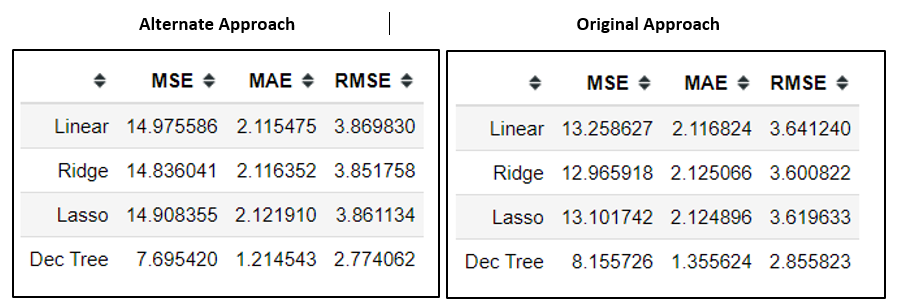 Alternate Approach
MSE MAE RMSE
Linear 14.975586 2.115475 3.869830
Ridge 14.836041 2.116352 3.851758
Lasso 14.908355 2.121910 3.861134
Dec Tree 7.695420 1.214543 2.774062
Original Approach
MSE MAE RMSE
Linear 13.258627 2.116824 3.641240
Ridge 12.965918 2.125066 3.600822
Lasso 13.101742 2.124896 3.619633
Dec Tree 8.155726 1.355624 2.855823